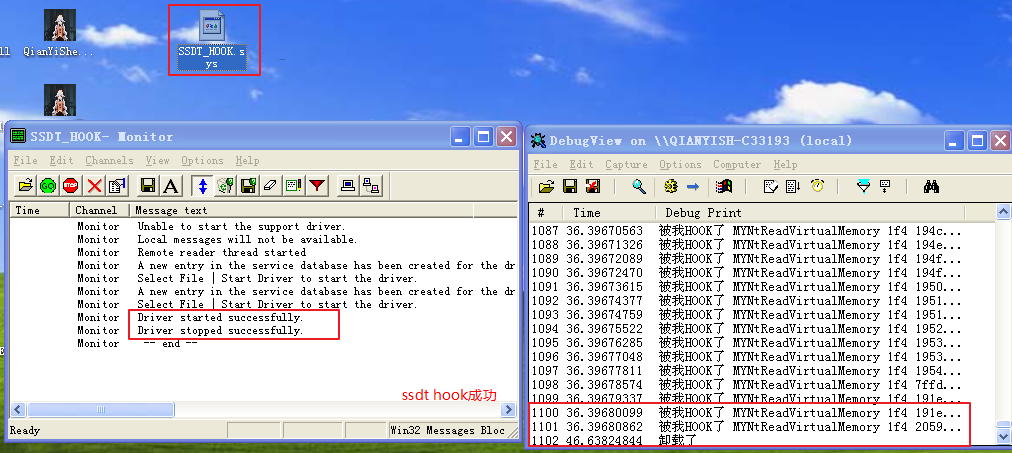 ll
QianYiShe...
SSDT_HOOK.s
ys
SSDT_HOOK- Monitor
File Edit Channels View Options Help
GO
STOP
A
Time Channel Message text
Monitor Unable to start the support driver.
Monitor Local messages will not be available.
Monitor Remote reader thread started
Monitor A new entry in the service database has been created for the dr
Monitor Select File | Start Driver to start the driver.
Monitor A new entry in the service database has been created for the dr
Monitor Select File | Start Driver to start the driver.
Monitor Driver started successfully.
Monitor Driver stopped successfully.
Monitor -- end --
ssdt hook成功
Ready
Win32 Messages Bloc
DebugView on \\QIANYISH-C33193 (local)
File Edit Capture Options Computer Help
# Time Debug Print
1087 36.39670563 被我HOOK了 MYNtReadVirtualMemory 1f4 194c...
1088 36.39671326 被我HOOK了 MYNtReadVirtualMemory 1f4 194e...
1089 36.39672089 被我HOOK了 MYNtReadVirtualMemory 1f4 194f...
1090 36.39672470 被我HOOK了 MYNtReadVirtualMemory 1f4 194f...
1091 36.39673615 被我HOOK了 MYNtReadVirtualMemory 1f4 1950...
1092 36.39674377 被我HOOK了 MYNtReadVirtualMemory 1f4 1951...
1093 36.39674759 被我HOOK了 MYNtReadVirtualMemory 1f4 1951...
1094 36.39675522 被我HOOK了 MYNtReadVirtualMemory 1f4 1952...
1095 36.39676285 被我HOOK了 MYNtReadVirtualMemory 1f4 1953...
1096 36.39677048 被我HOOK了 MYNtReadVirtualMemory 1f4 1953...
1097 36.39677811 被我HOOK了 MYNtReadVirtualMemory 1f4 1954...
1098 36.39678574 被我HOOK了 MYNtReadVirtualMemory 1f4 7ffd...
1099 36.39679337 被我HOOK了 MYNtReadVirtualMemory 1f4 191e...
1100 36.39680099 被我HOOK了 MYNtReadVirtualMemory 1f4 191e...
1101 36.39680862 被我HOOK了 MYNtReadVirtualMemory 1f4 2059...
1102 46.63824844 卸载了